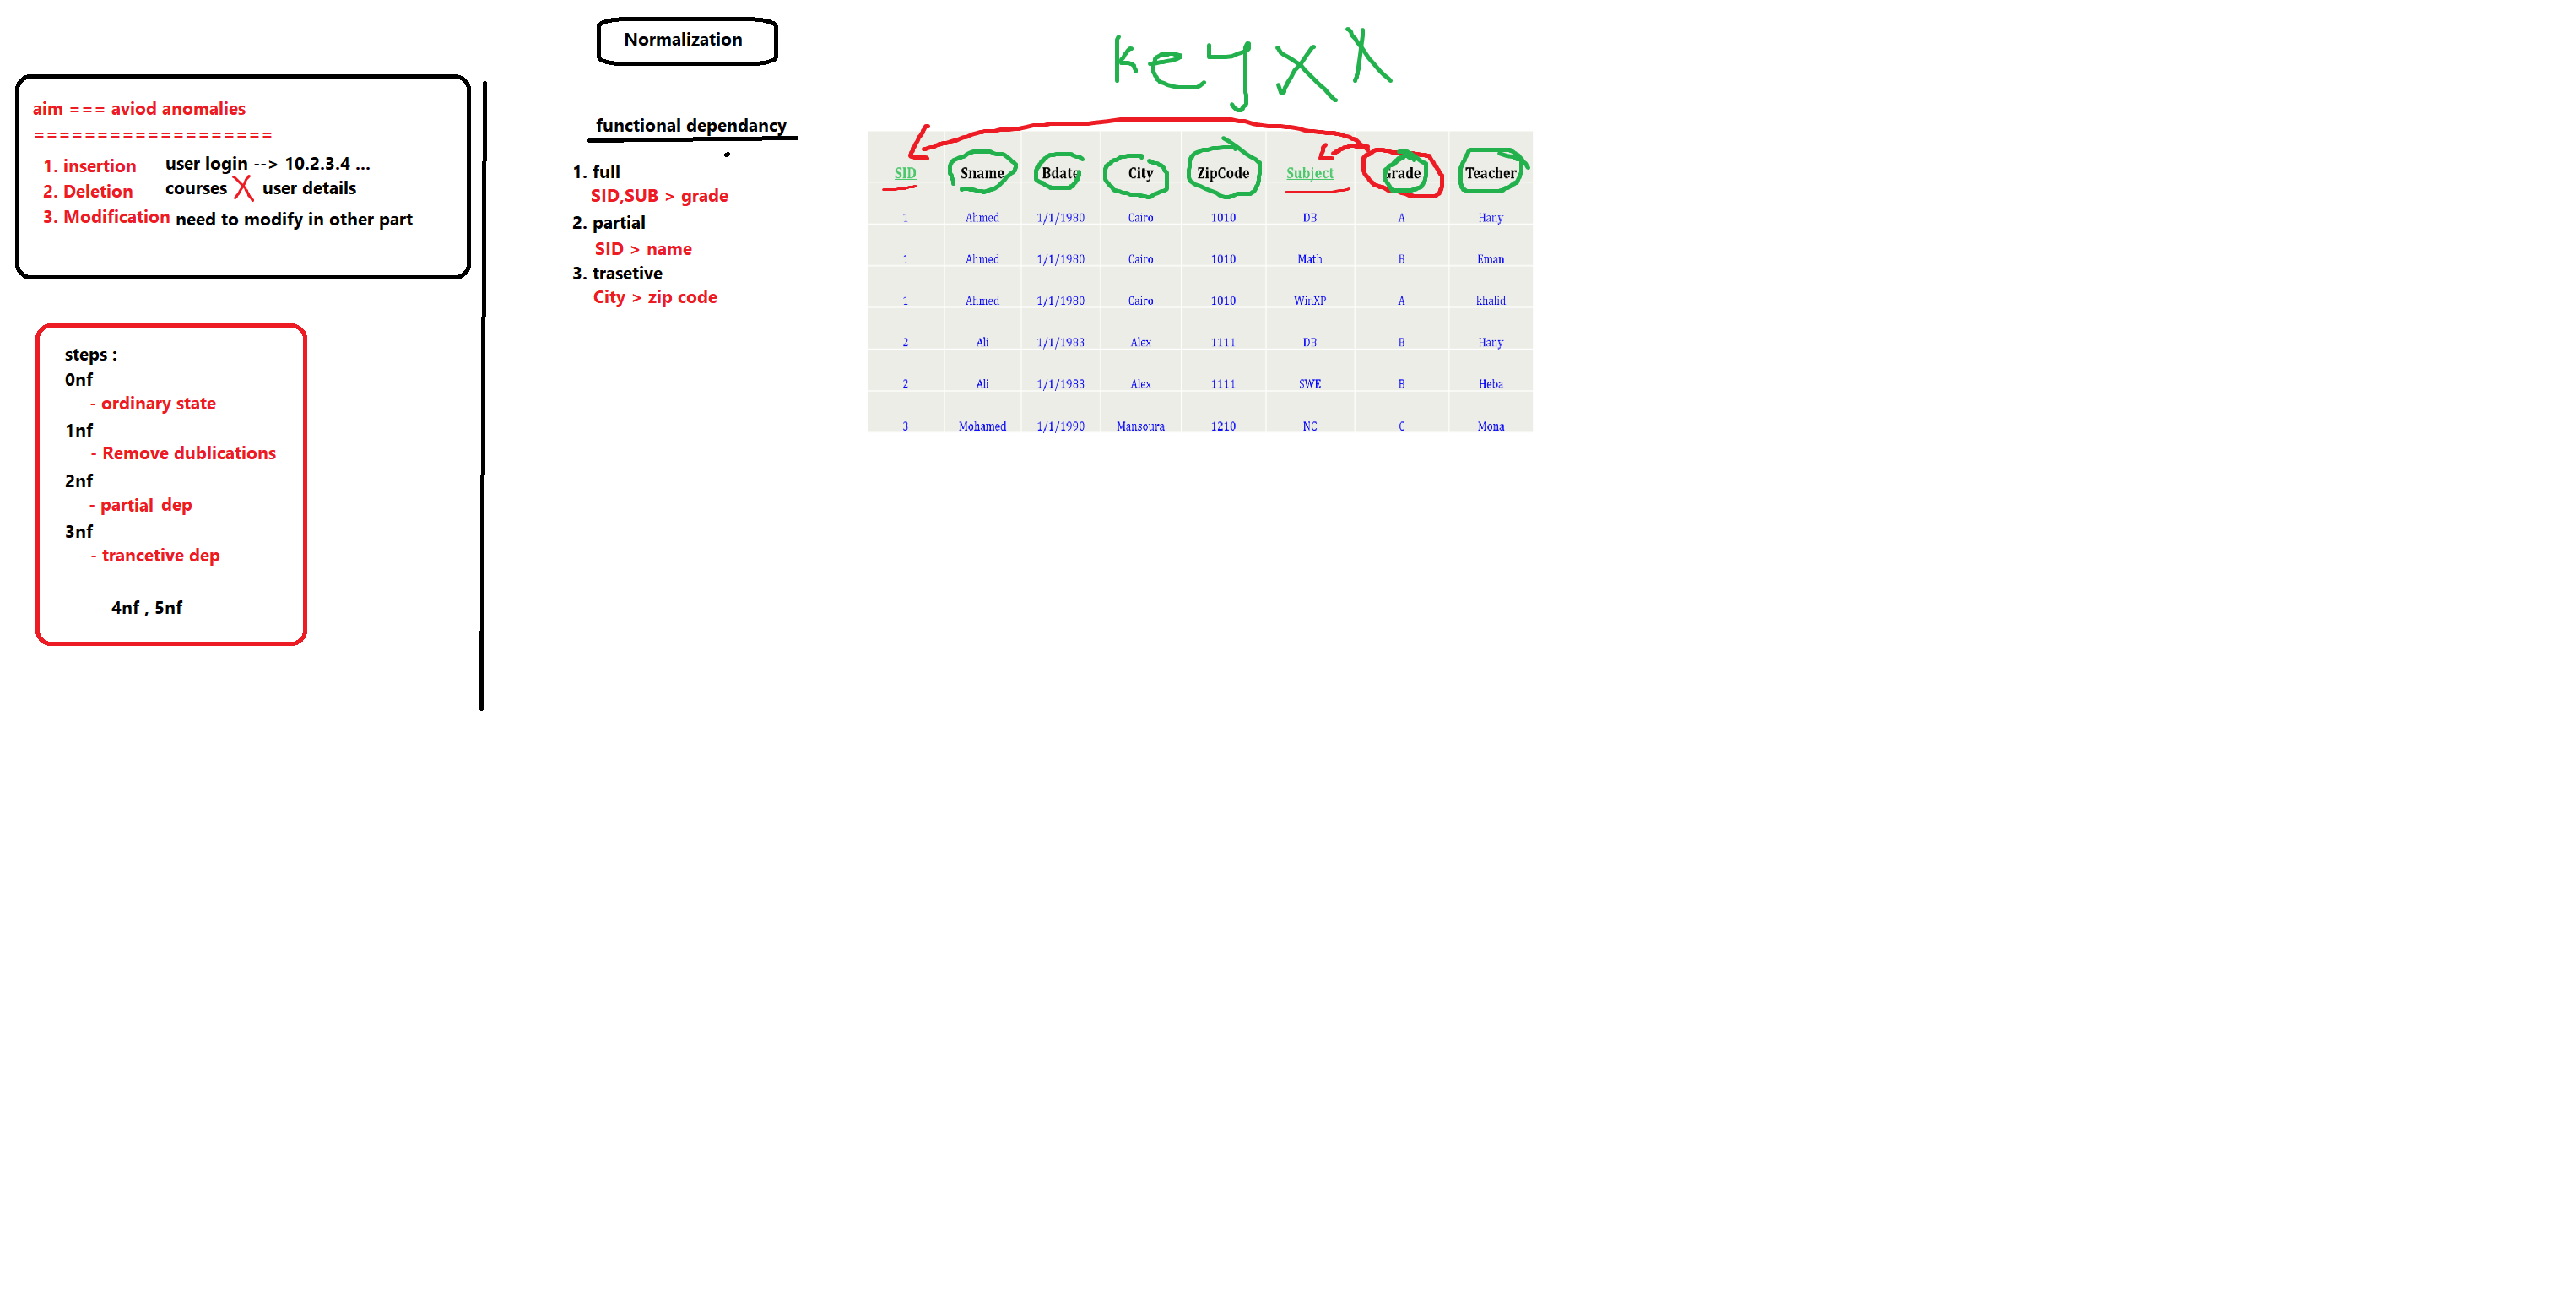 Normalization
key X X
aim === aviod anomalies
===================
1. insertion user login --> 10.2.3.4 ...
2. Deletion courses X user details
3. Modification need to modify in other part
steps :
0nf
- ordinary state
1nf
- Remove dublications
2nf
- partial dep
3nf
- trancetive dep
4nf , 5nf
functional dependancy
1. full
SID,SUB > grade
2. partial
SID > name
3. trasetive
City > zip code
SID Sname Bdate City ZipCode Subject Grade Teacher
1 Ahmed 1/1/1980 Cairo 1010 DB A Hany
1 Ahmed 1/1/1980 Cairo 1010 Math B Eman
1 Ahmed 1/1/1980 Cairo 1010 WinXP A khalid
2 Ali 1/1/1983 Alex 1111 DB B Hany
2 Ali 1/1/1983 Alex 1111 SWE B Heba
3 Mohamed 1/1/1990 Mansoura 1210 NC C Mona